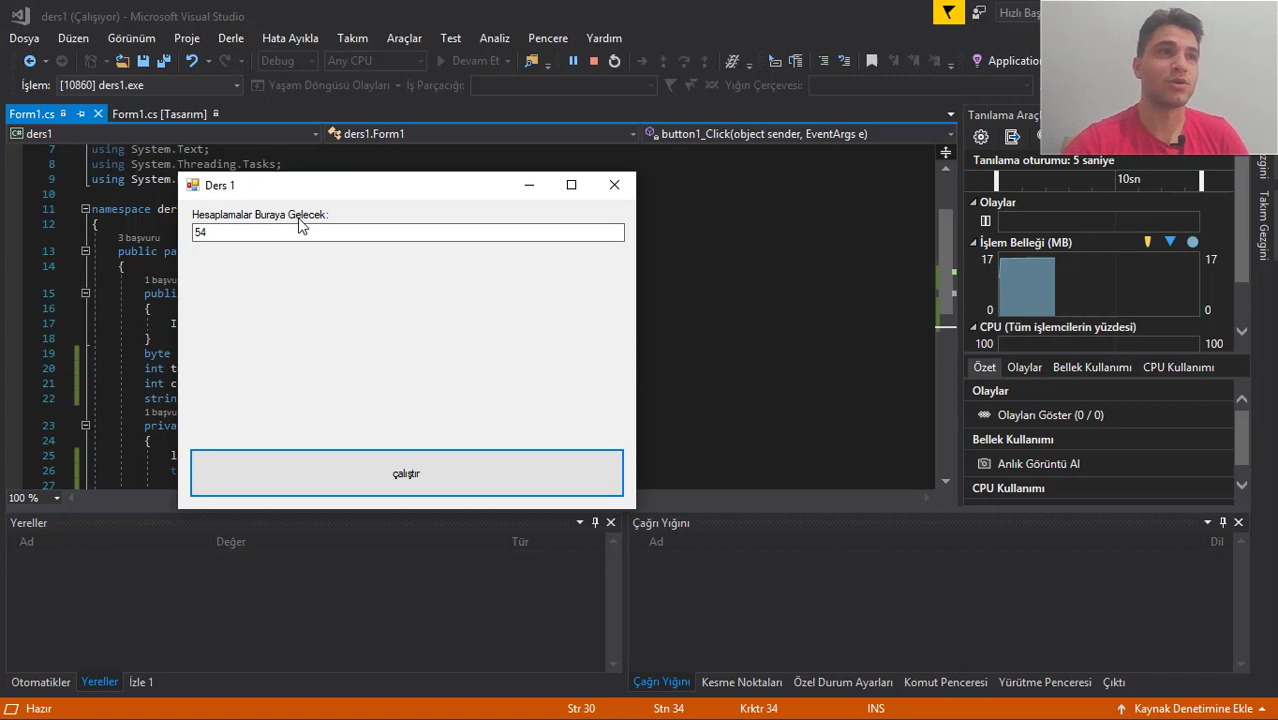 ders1 (Çalışıyor) - Microsoft Visual Studio
Hızlı Baş
Dosya Düzen Görünüm Proje Derle Hata Ayıkla Takım Araçlar Test Analiz Pencere Yardım
Debug Any CPU Devam Et Application
İşlem: [10860] ders1.exe Yaşam Döngüsü Olayları İş Parçacığı: Yığın Çerçevesi:
Form1.cs Form1.cs [Tasarım]
ders1 ders1.Form1 button1_Click(object sender, EventArgs e)
7 using System.Text;
8 using System.Threading.Tasks;
9 using System.
10
11 namespace der
12 {
3 başvuru
13 public pa
14 {
1 başvuru
15 publi
16 {
17 I
18 }
19 byte
20 int t
21 int c
22 strin
1 başvuru
23 priva
24 {
25 l
26 t
27
100 %
Ders 1
Hesaplamalar Buraya Gelecek:
54
çalıştır
Tanılama Araç
Tanılama oturumu: 5 saniye
10sn
Olaylar
İşlem Belleği (MB)
17 17
0 0
CPU (Tüm işlemcilerin yüzdesi)
100 100
Özet Olaylar Bellek Kullanımı CPU Kullanımı
Olaylar
Olayları Göster (0 / 0)
Bellek Kullanımı
Anlık Görüntü Al
CPU Kullanımı
zgini
Takım Gezgini
Yereller
Ad Değer Tür
Çağrı Yığını
Ad Dil
Otomatikler Yereller İzle 1
Çağrı Yığını Kesme Noktaları Özel Durum Ayarları Komut Penceresi Yürütme Penceresi Çıktı
Hazır Str 30 Stn 34 Krktr 34 INS Kaynak Denetimine Ekle